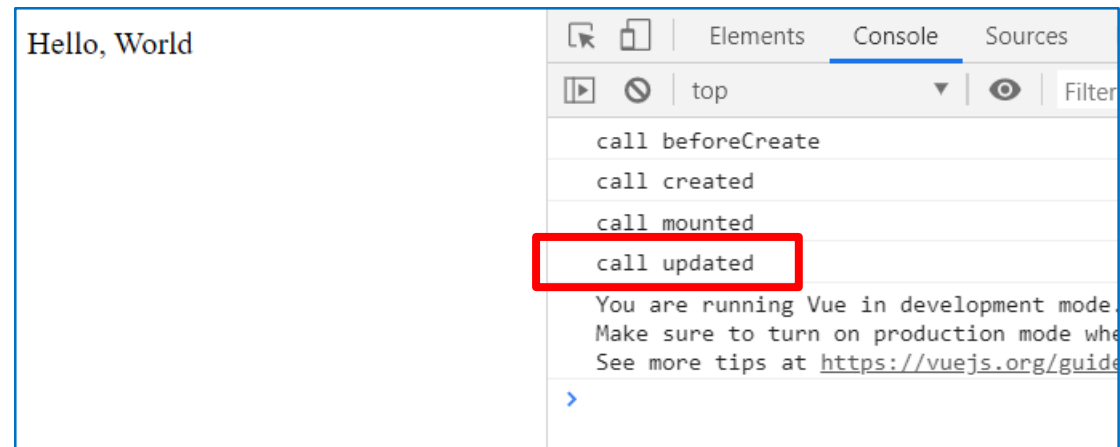 Hello, World
Elements Console Sources
top Filter
call beforeCreate
call created
call mounted
call updated
You are running Vue in development mode.
Make sure to turn on production mode whe
See more tips at https://vuejs.org/guide